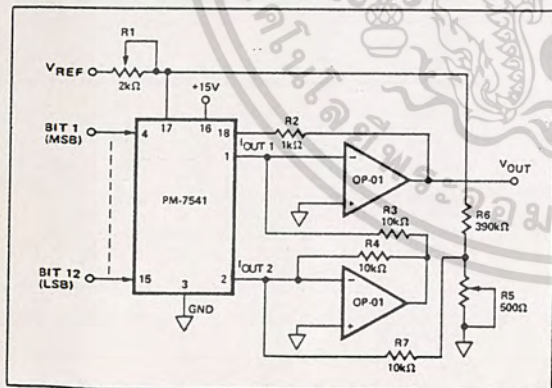 R1
VREF
2kΩ
+15V
BIT 1
(MSB)
4
17
16
18
R2
1kΩ
IOUT 1
1
PM-7541
OP-01
VOUT
R3
10kΩ
R4
10kΩ
R6
390kΩ
BIT 12
(LSB)
15
2
IOUT 2
3
GND
OP-01
R7
10kΩ
R5
500Ω